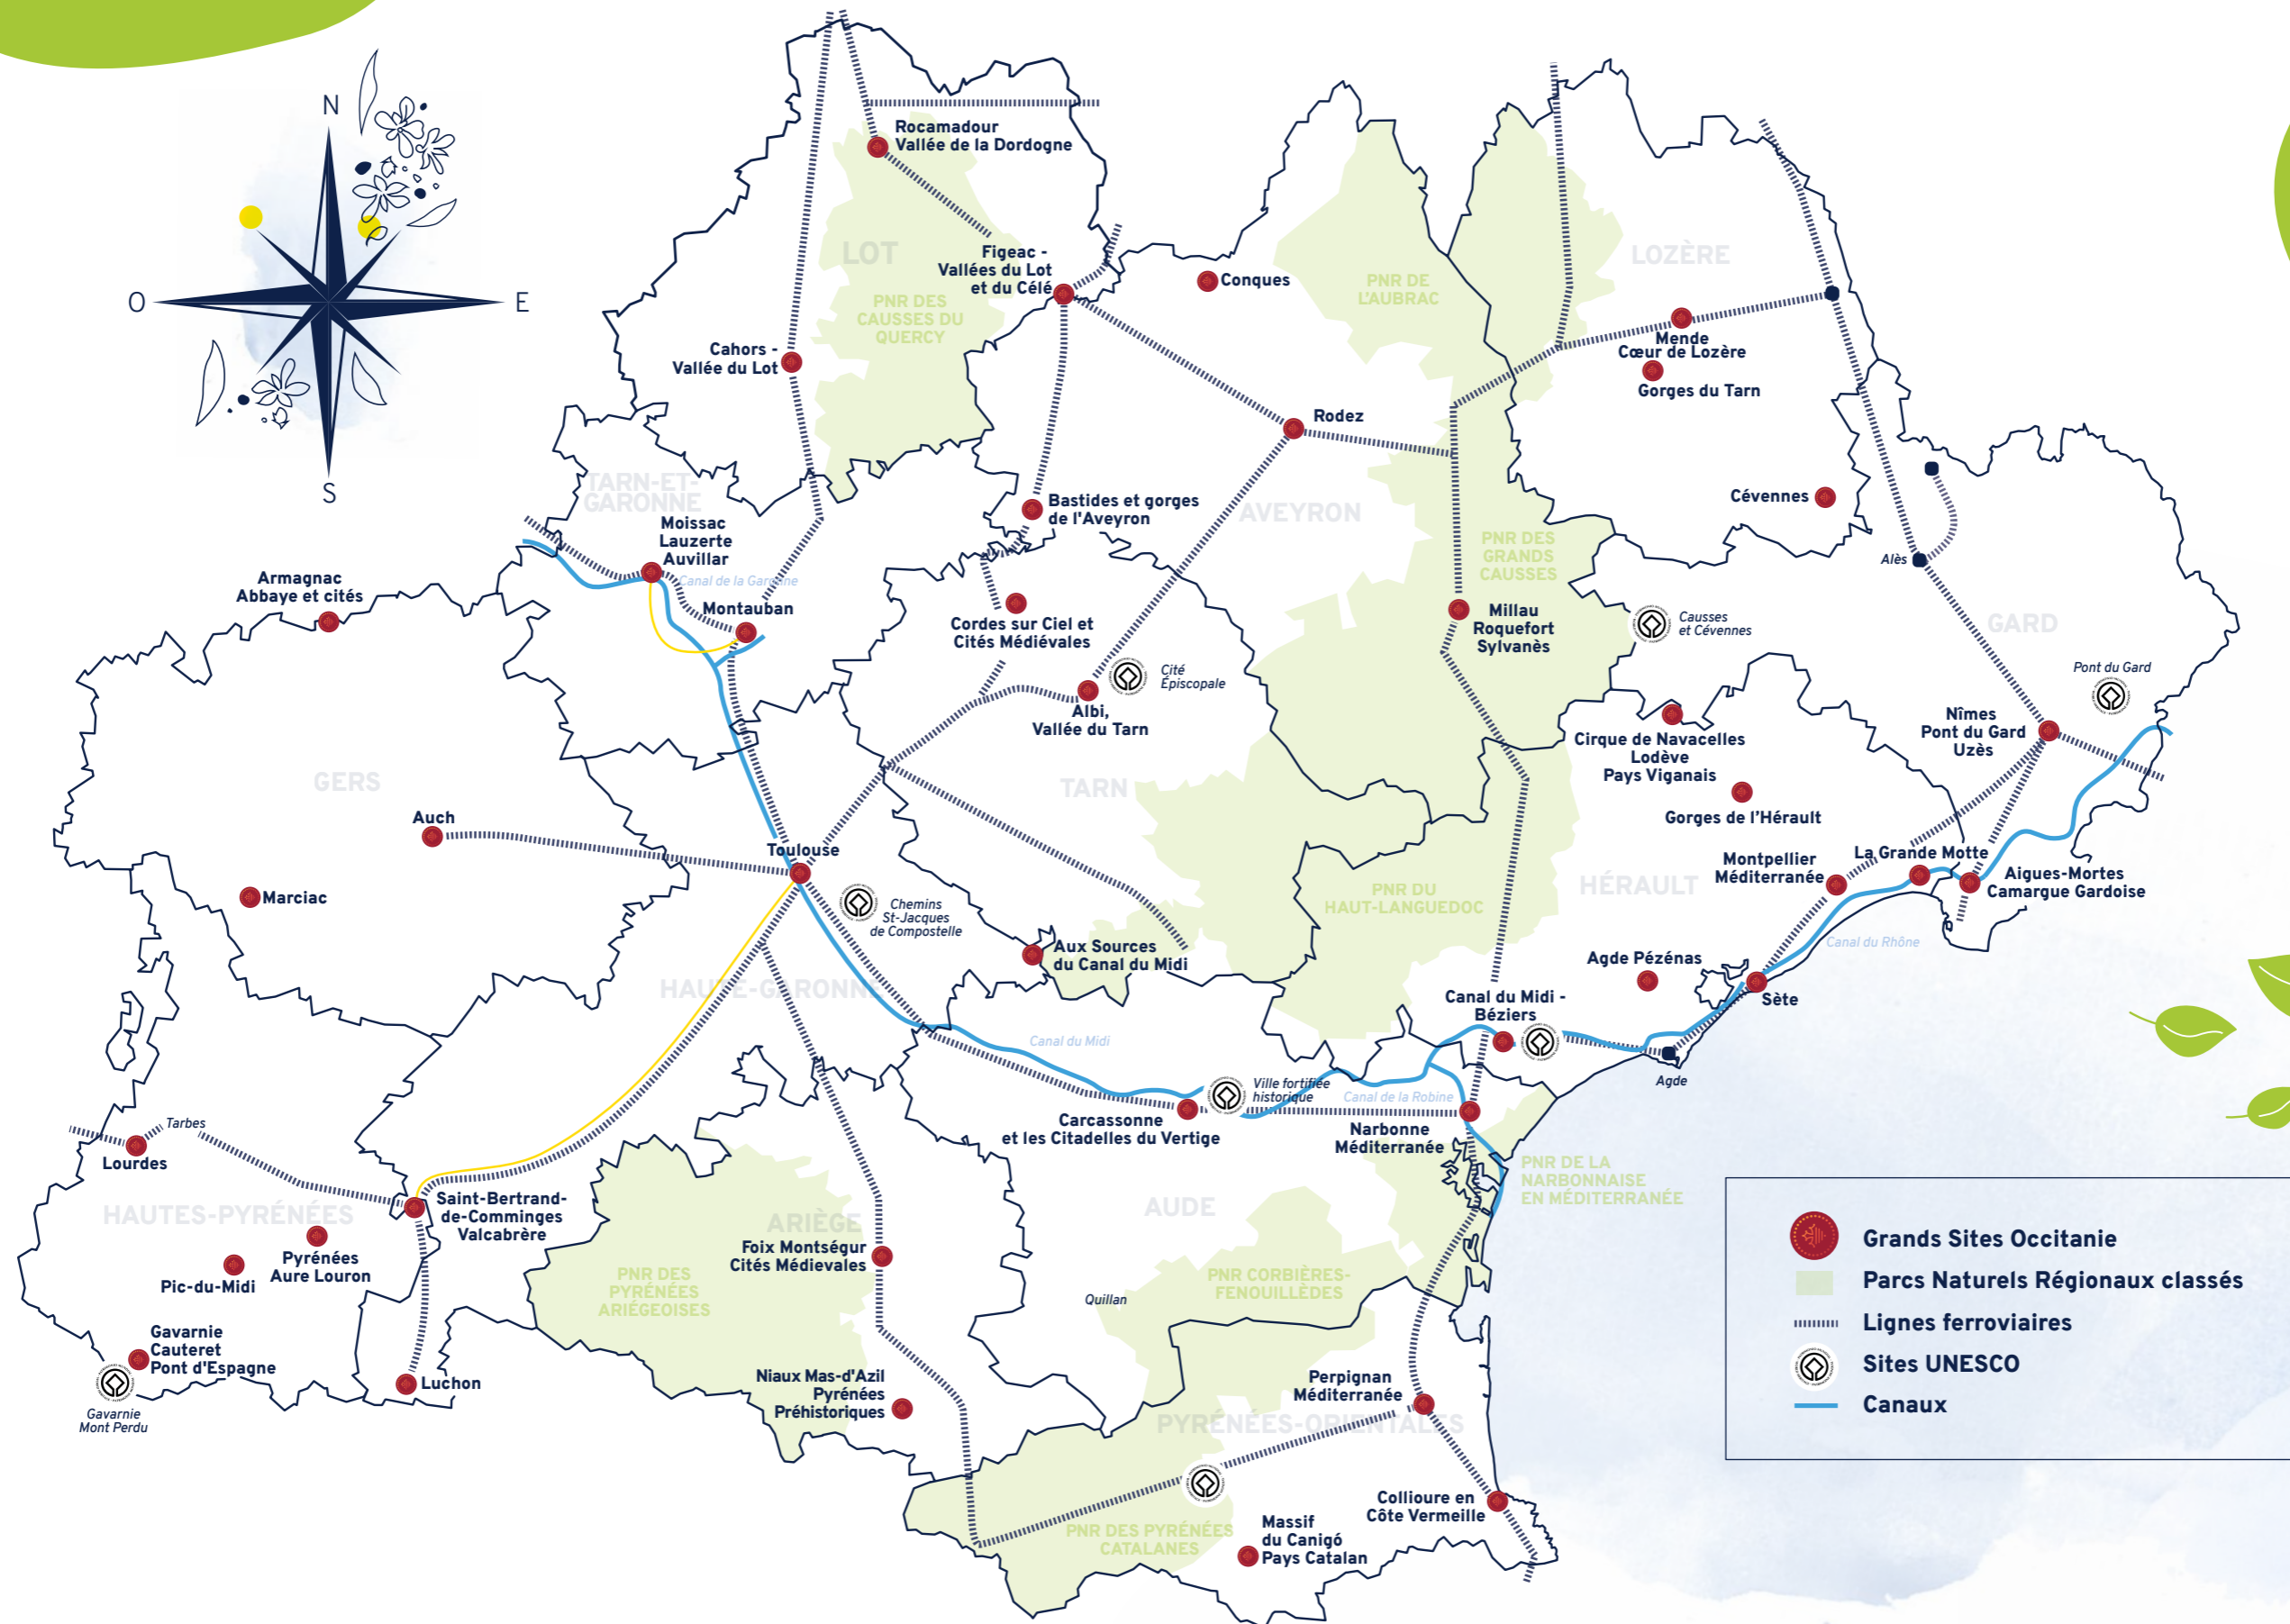 N
O
E
S
Rocamadour
Vallée de la Dordogne
LOT
PNR DES
CAUSSES DU
QUERCY
Figeac -
Vallées du Lot
et du Célé
Cahors -
Vallée du Lot
Conques
PNR DE
L'AUBRAC
LOZÈRE
Mende
Cœur de Lozère
Gorges du Tarn
Rodez
Cévennes
TARN-ET-
GARONNE
Moissac
Lauzerte
Auvillar
Canal de la Garonne
Montauban
Bastides et gorges
de l'Aveyron
AVEYRON
PNR DES
GRANDS
CAUSSES
Alès
Armagnac
Abbaye et cités
Cordes sur Ciel et
Cités Médiévales
Millau
Roquefort
Sylvanès
Causses
et Cévennes
GARD
Pont du Gard
Cité
Épiscopale
Albi,
Vallée du Tarn
Nîmes
Pont du Gard
Uzès
Cirque de Navacelles
Lodève
Pays Viganais
GERS
TARN
Auch
Gorges de l'Hérault
Toulouse
Montpellier
Méditerranée
La Grande Motte
Aigues-Mortes
Camargue Gardoise
Marciac
Chemins
St-Jacques
de Compostelle
PNR DU
HAUT-LANGUEDOC
HÉRAULT
Canal du Rhône
Aux Sources
du Canal du Midi
Agde Pézénas
HAUTE-GARONNE
Canal du Midi -
Béziers
Sète
Canal du Midi
Agde
Ville fortifiée
historique
Canal de la Robine
Carcassonne
et les Citadelles du Vertige
Narbonne
Méditerranée
Tarbes
Lourdes
PNR DE LA
NARBONNAISE
EN MÉDITERRANÉE
HAUTES-PYRÉNÉES
Saint-Bertrand-
de-Comminges
Valcabrère
AUDE
ARIÈGE
Foix Montségur
Cités Médievales
Pyrénées
Aure Louron
Pic-du-Midi
PNR DES
PYRÉNÉES
ARIÉGEOISES
PNR CORBIÈRES-
FENOUILLÈDES
Quillan
Gavarnie
Cauteret
Pont d'Espagne
Gavarnie
Mont Perdu
Luchon
Niaux Mas-d'Azil
Pyrénées
Préhistoriques
Perpignan
Méditerranée
PYRÉNÉES-ORIENTALES
Collioure en
Côte Vermeille
PNR DES PYRÉNÉES
CATALANES
Massif
du Canigó
Pays Catalan
Grands Sites Occitanie
Parcs Naturels Régionaux classés
Lignes ferroviaires
Sites UNESCO
Canaux